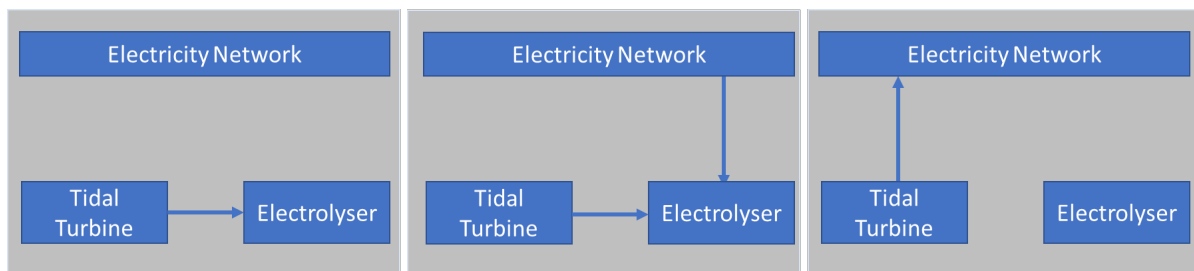 Electricity Network
Tidal
Turbine
Electrolyser
Electricity Network
Tidal
Turbine
Electrolyser
Electricity Network
Tidal
Turbine
Electrolyser